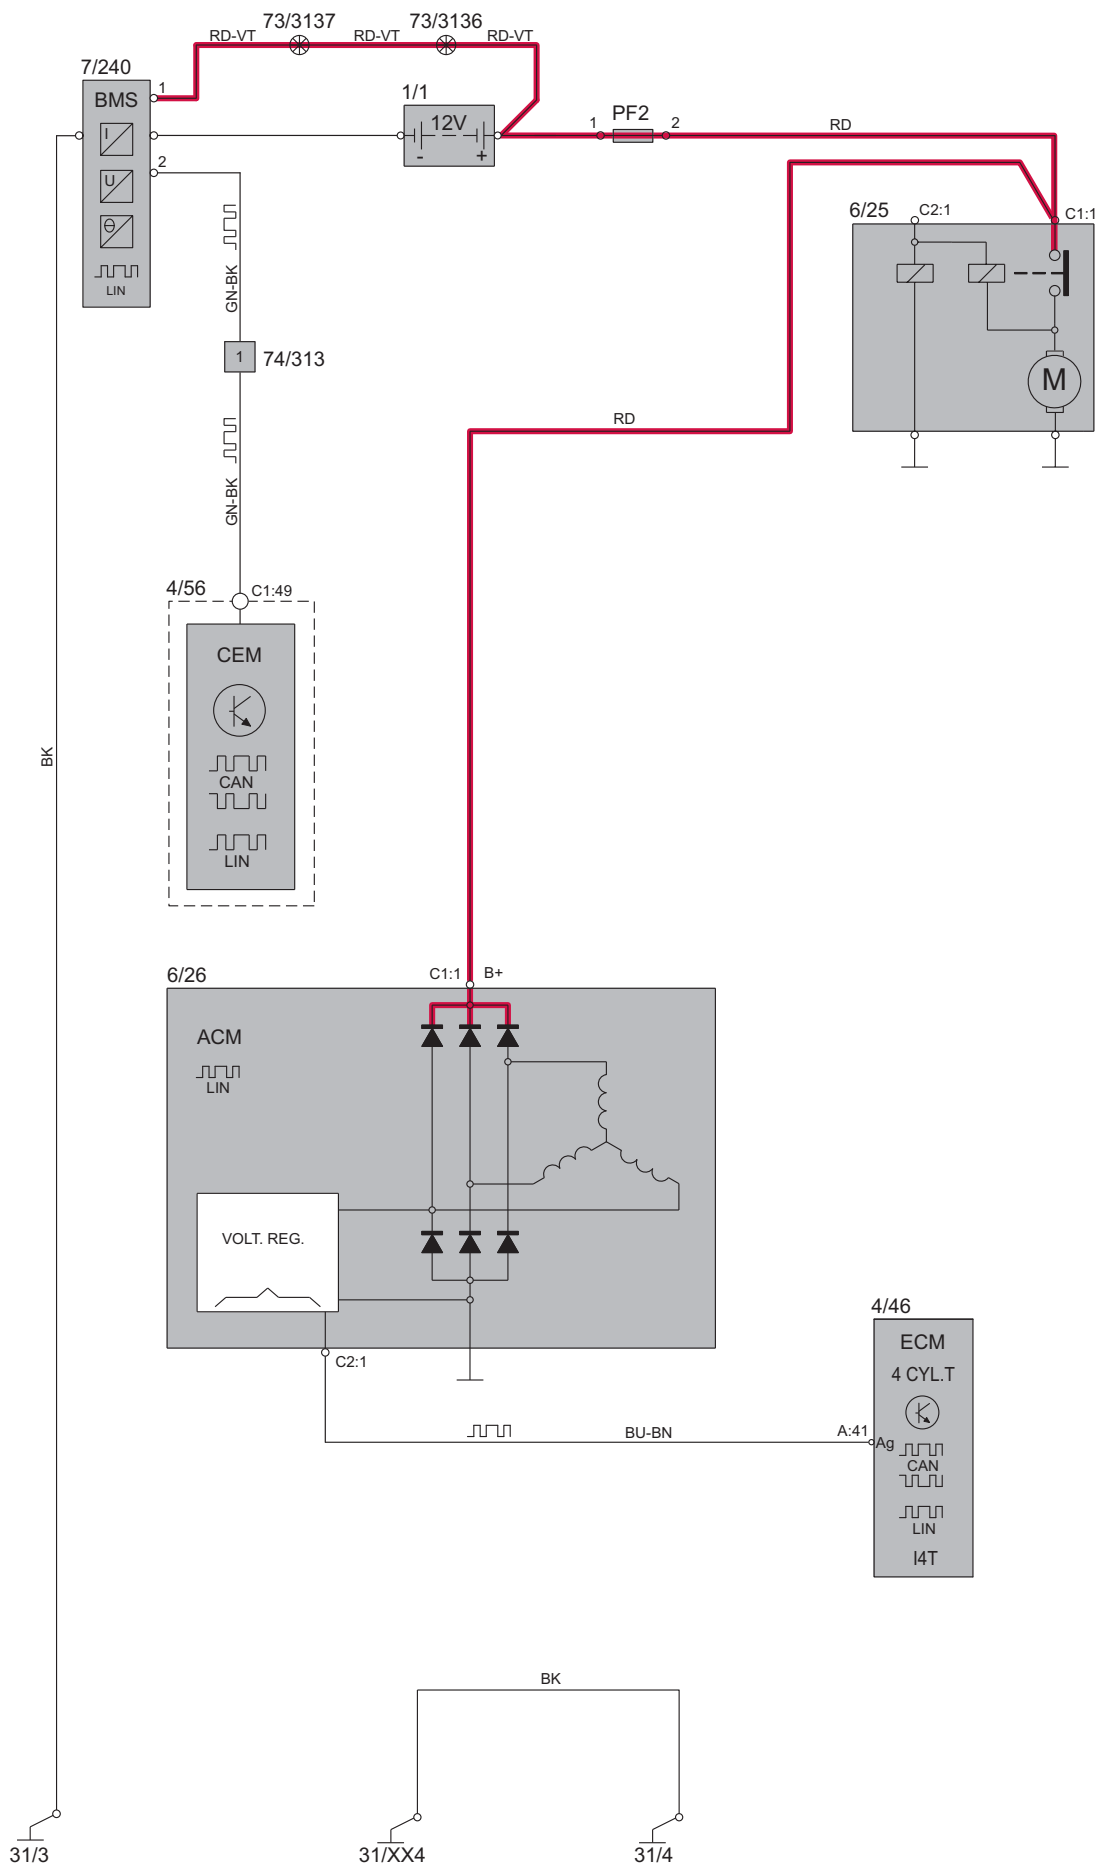 73/3137 73/3136
RD-VT RD-VT RD-VT
7/240
1
BMS
I
2
U
Θ
LIN
1/1
12V
- +
PF2
1 2
RD
6/25
C2:1
C1:1
M
GN-BK
1 74/313
GN-BK
RD
4/56
C1:49
CEM
CAN
LIN
BK
6/26
C1:1 B+
ACM
LIN
VOLT. REG.
C2:1
BU-BN
A:41
Ag
4/46
ECM
4 CYL.T
CAN
LIN
I4T
BK
31/3 31/XX4 31/4